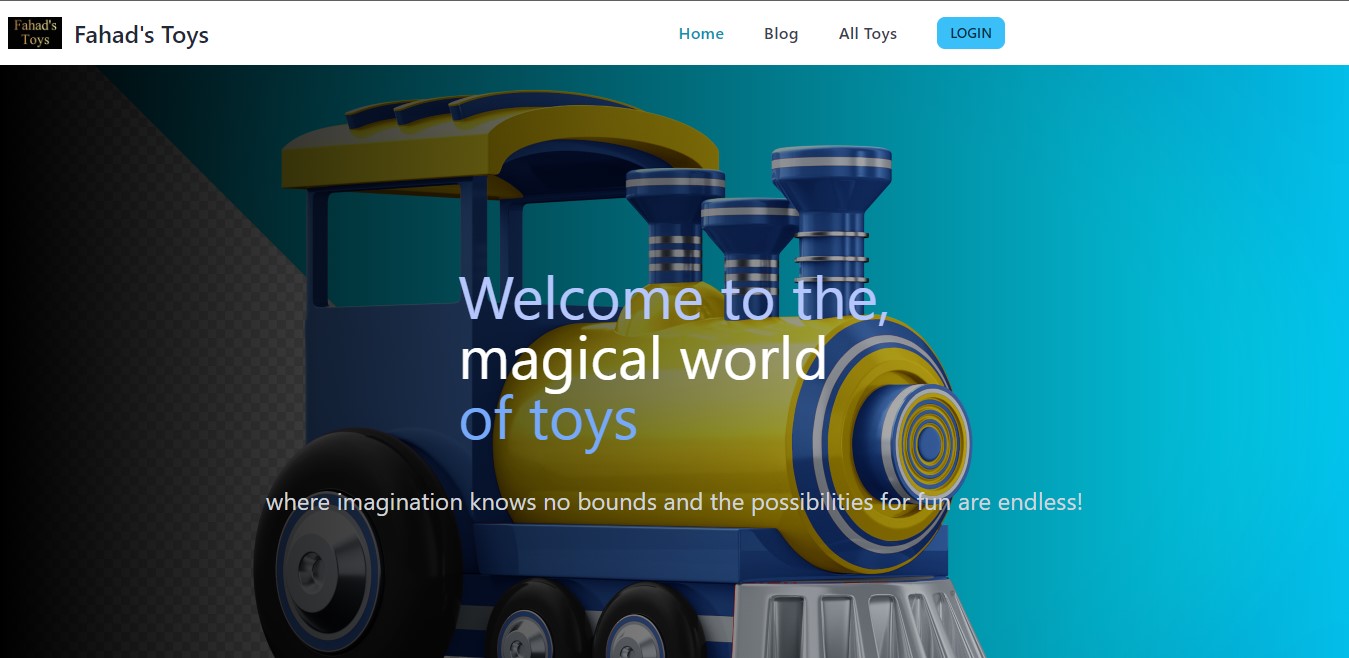 Fahad's
Toys
Fahad's Toys
Home
Blog
All Toys
LOGIN
Welcome to the,
magical world
of toys
where imagination knows no bounds and the possibilities for fun are endless!